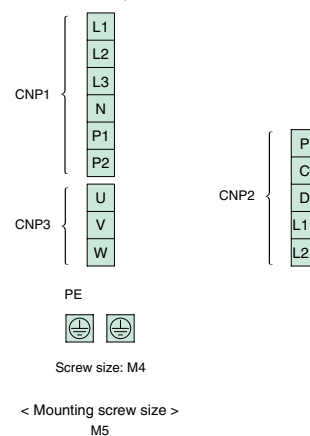 CNP1
L1
L2
L3
N
P1
P2
CNP3
U
V
W
CNP2
P
C
D
L1
L2
PE
Screw size: M4
< Mounting screw size >
M5